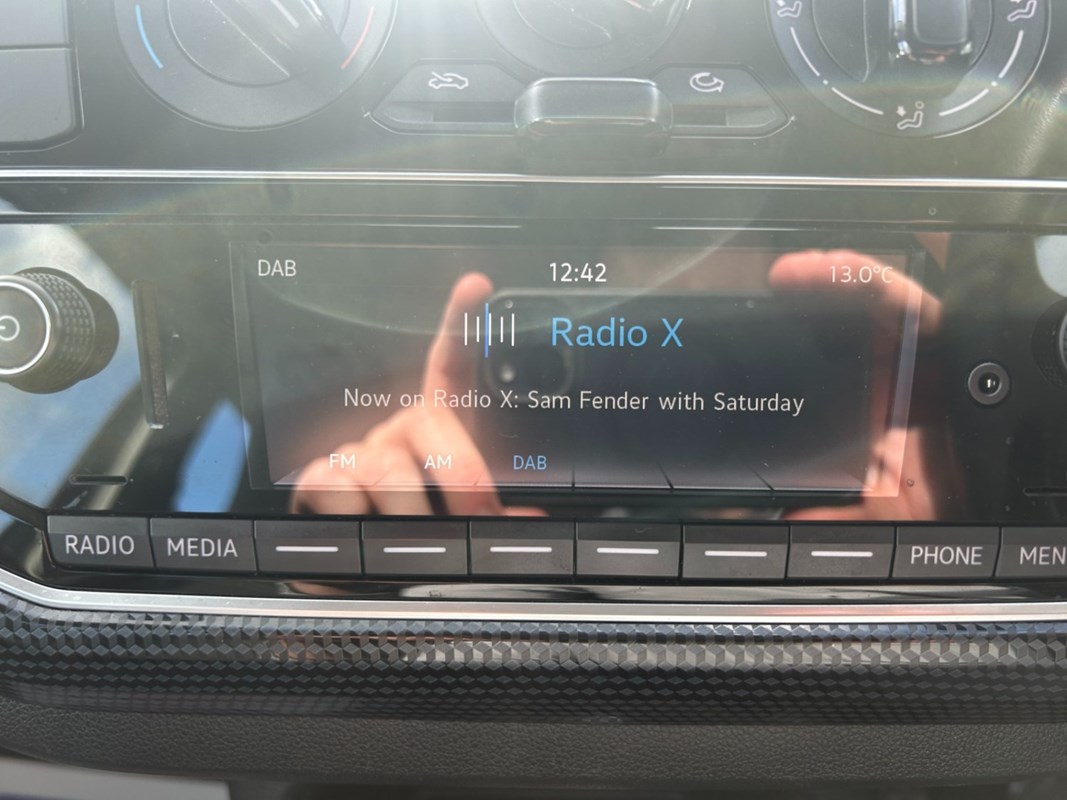 DAB 12:42 13.0°C
Radio X
Now on Radio X: Sam Fender with Saturday
FM AM DAB
RADIO MEDIA PHONE MEN